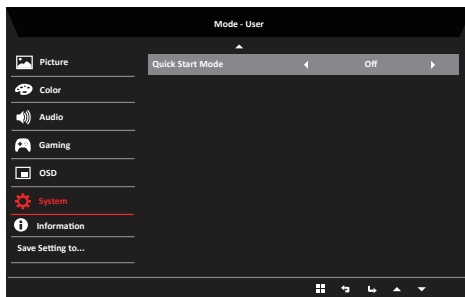 Mode - User
Picture
Quick Start Mode Off
Color
Audio
Gaming
OSD
System
Information
Save Setting to...